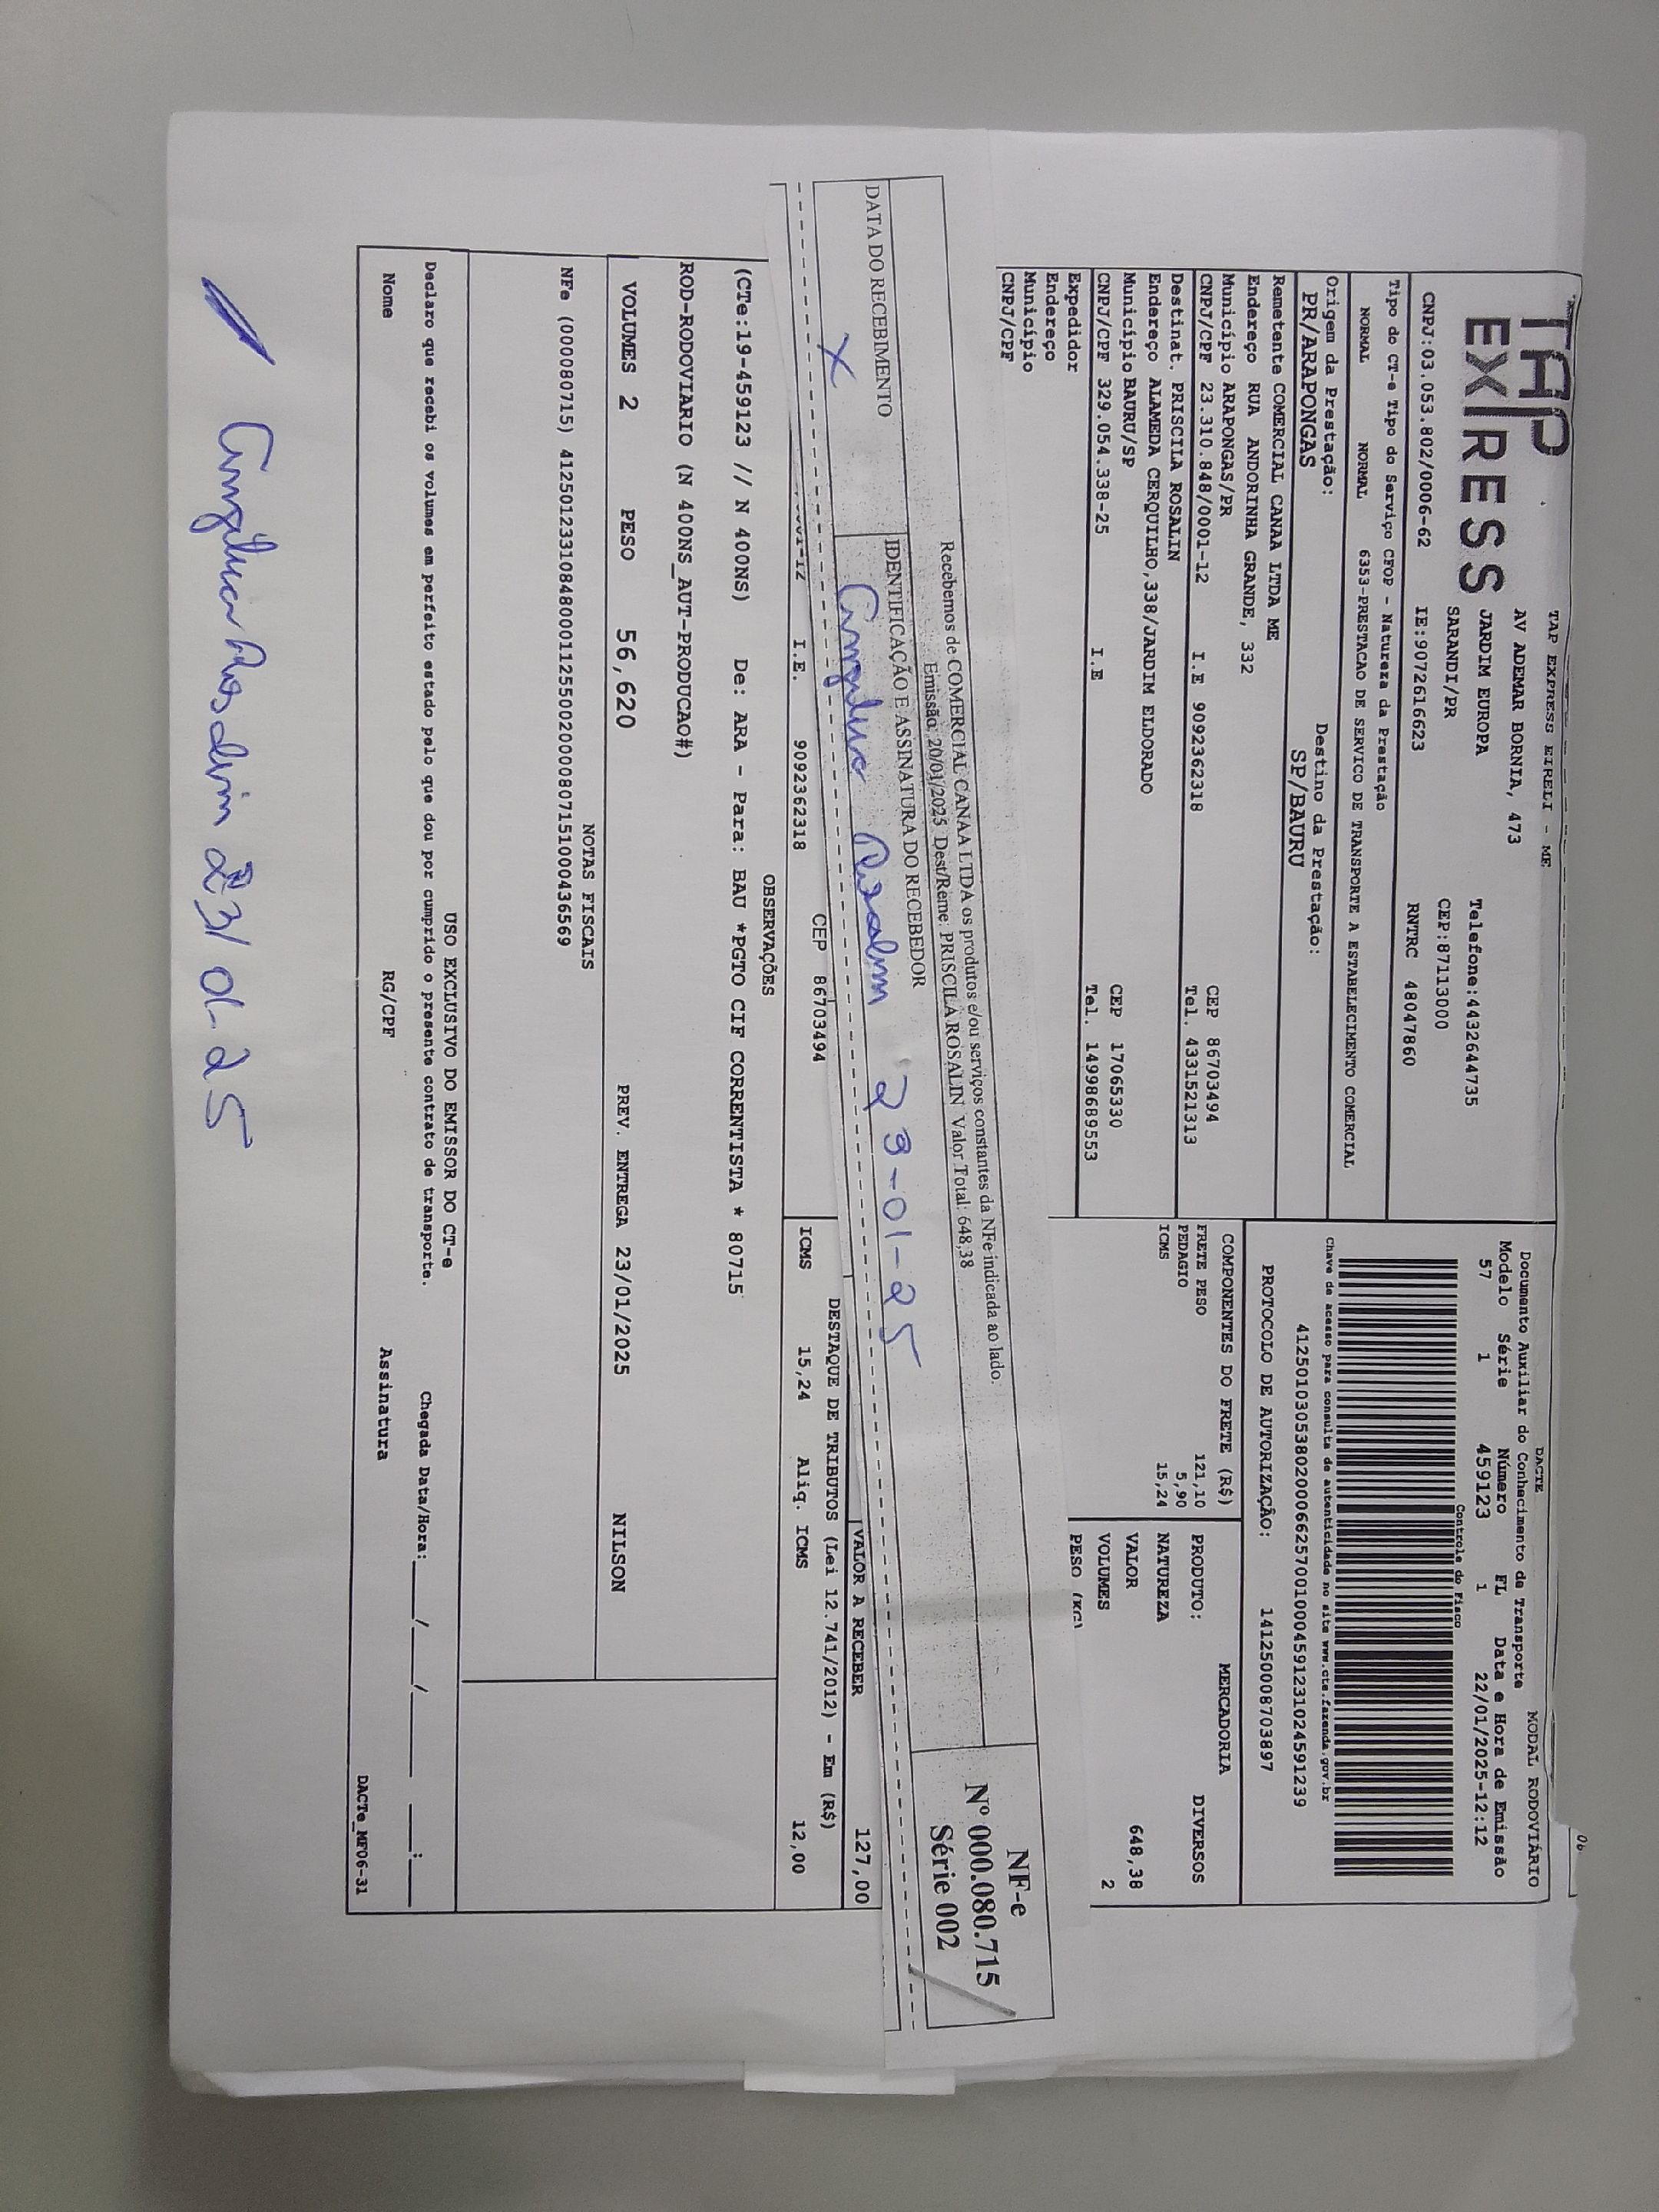 TAP EXPRESS
TAP EXPRESS EIRELI - ME
AV ADEMAR BORNIA, 473
JARDIM EUROPA
SARANDI/PR
Telefone:4432644735
CEP:87113000
CNPJ:03.053.802/0006-62 IE:9072616623 RNTRC 48047860
Tipo do CT-e Tipo do Serviço CFOP - Natureza da Prestação
NORMAL NORMAL 6353-PRESTACAO DE SERVICO DE TRANSPORTE A ESTABELECIMENTO COMERCIAL
Origem da Prestação: Destino da Prestação:
PR/ARAPONGAS SP/BAURU
Remetente COMERCIAL CANAA LTDA ME
Endereço RUA ANDORINHA GRANDE, 332
Município ARAPONGAS/PR CEP 86703494
CNPJ/CPF 23.310.848/0001-12 I.E 9092362318 Tel. 4331521313
Destinat. PRISCILA ROSALIN
Endereço ALAMEDA CERQUILHO,338/JARDIM ELDORADO
Município BAURU/SP CEP 17065330
CNPJ/CPF 329.054.338-25 I.E Tel. 14998689553
Expedidor
Endereço
Município
CNPJ/CPF
DACTE MODAL RODOVIÁRIO
Documento Auxiliar do Conhecimento de Transporte
Modelo Série Número FL Data e Hora de Emissão
57 1 459123 1 22/01/2025-12:12
Controle do Fisco
Chave de acesso para consulta de autenticidade no site www.cte.fazenda.gov.br
41250103053802000662570010004591231024591239
PROTOCOLO DE AUTORIZAÇÃO: 141250008703897
COMPONENTES DO FRETE (R$)
FRETE PESO 121,10
PEDAGIO 5,90
ICMS 15,24
MERCADORIA
PRODUTO: DIVERSOS
NATUREZA
VALOR 648,38
VOLUMES 2
PESO (KG)
Recebemos de COMERCIAL CANAA LTDA os produtos e/ou serviços constantes da NFe indicada ao lado.
Emissão: 20/01/2025 Dest/Reme: PRISCILA ROSALIN Valor Total: 648,38
DATA DO RECEBIMENTO IDENTIFICAÇÃO E ASSINATURA DO RECEBEDOR
X Rosalin 23-01-25
NF-e
Nº 000.080.715
Série 002
I.E. 9092362318 CEP 86703494
VALOR A RECEBER 127,00
DESTAQUE DE TRIBUTOS (Lei 12.741/2012) - Em (R$)
ICMS 15,24 Aliq. ICMS 12,00
OBSERVAÇÕES
(CTe:19-459123 // N 400NS) De: ARA - Para: BAU *PGTO CIF CORRENTISTA * 80715
ROD-RODOVIARIO (N 400NS_AUT-PRODUCAO#)
VOLUMES 2 PESO 56,620 PREV. ENTREGA 23/01/2025 NILSON
NOTAS FISCAIS
NFe (000080715) 41250123310848000112550020000807151000436569
USO EXCLUSIVO DO EMISSOR DO CT-e
Declaro que recebi os volumes em perfeito estado pelo que dou por cumprido o presente contrato de transporte. Chegada Data/Hora:____/____/______ ____:____
Nome RG/CPF Assinatura
DACTe_MF06-31
Rosalin 23/01-25